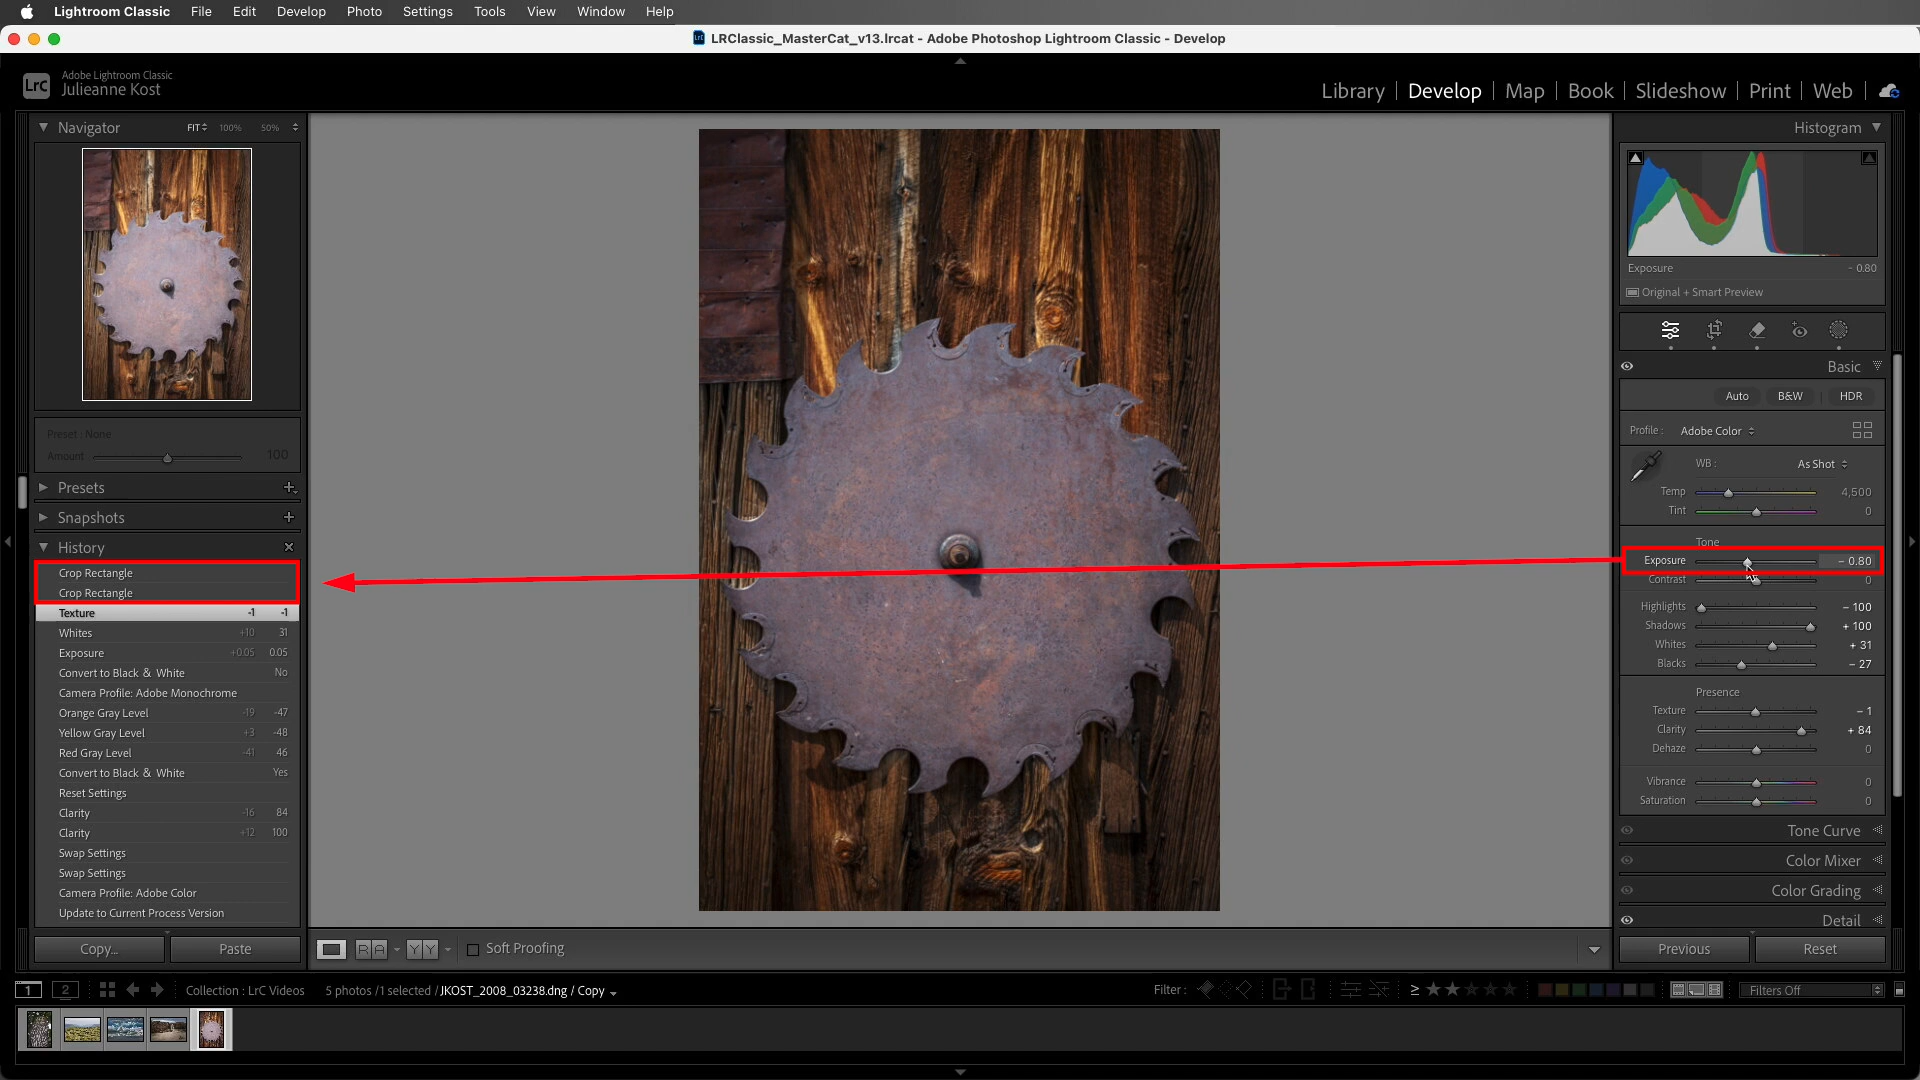 Lightroom Classic File Edit Develop Photo Settings Tools View Window Help
LrC LRClassic_MasterCat_v13.lrcat - Adobe Photoshop Lightroom Classic - Develop
LrC Adobe Lightroom Classic
Julieanne Kost
Library | Develop | Map | Book | Slideshow | Print | Web |
Navigator FIT 100% 50%
Preset : None
Amount 100
Presets +
Snapshots +
History ×
Crop Rectangle
Crop Rectangle
Texture -1 -1
Whites +10 31
Exposure +0.05 0.05
Convert to Black & White No
Camera Profile: Adobe Monochrome
Orange Gray Level -19 -47
Yellow Gray Level +3 -48
Red Gray Level -41 46
Convert to Black & White Yes
Reset Settings
Clarity -16 84
Clarity +12 100
Swap Settings
Swap Settings
Camera Profile: Adobe Color
Update to Current Process Version
Copy... Paste
R A Y Y Soft Proofing
Histogram
Exposure - 0.80
Original + Smart Preview
Basic
Auto B&W | HDR
Profile : Adobe Color
WB : As Shot
Temp 4,500
Tint 0
Tone
Exposure - 0.80
Contrast 0
Highlights - 100
Shadows + 100
Whites + 31
Blacks - 27
Presence
Texture - 1
Clarity + 84
Dehaze 0
Vibrance 0
Saturation 0
Tone Curve
Color Mixer
Color Grading
Detail
Previous Reset
1 2 Collection : LrC Videos 5 photos /1 selected /JKOST_2008_03238.dng / Copy Filter : ≥ ★★★★★ Filters Off